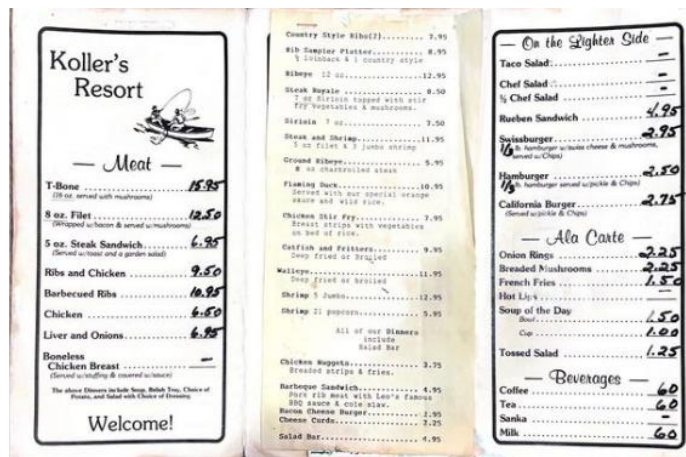 Koller's
Resort
— Meat —
T-Bone ........ 15.95
(18 oz. served with mushrooms)
8 oz. Filet ........ 12.50
(Wrapped w/bacon & served w/mushrooms)
5 oz. Steak Sandwich ........ 6.95
(Served w/toast and a garden salad)
Ribs and Chicken ........ 9.50
Barbecued Ribs ........ 10.95
Chicken ........ 6.50
Liver and Onions ........ 6.95
Boneless
Chicken Breast ........ —
(Served w/stuffing & covered w/sauce)
The above Dinners include Soup, Relish Tray, Choice of
Potato, and Salad with Choice of Dressing.
Welcome!
Country Style Ribs(2)......... 7.95
Rib Sampler Platter......... 8.95
½ loinback & 1 country style
Ribeye 12 oz...............12.95
Steak Royale ............... 8.50
7 oz Sirloin topped with stir
fry vegetables & mushrooms.
Sirloin 7 oz............... 7.50
Steak and Shrimp............11.95
5 oz filet & 3 jumbo shrimp
Ground Ribeye............... 5.95
8 oz charbroiled steak
Flaming Duck...............10.95
Served with our special orange
sauce and wild rice.
Chicken Stir Fry............ 7.95
Breast strips with vegetables
on bed of rice.
Catfish and Fritters......... 9.95
Deep fried or Broiled
Walleye...............11.95
Deep fried or broiled
Shrimp 5 Jumbo............12.95
Shrimp 21 popcorn............ 5.95
All of our Dinners
include
Salad Bar
Chicken Nuggets............ 3.75
Breaded strips & fries.
Barbeque Sandwich............ 4.95
Pork rib meat with Leo's famous
BBQ sauce & cole slaw.
Bacon Cheese Burger......... 2.95
Cheese Curds............... 3.25
Salad Bar............... 4.95
— On the Lighter Side —
Taco Salad ........ —
Chef Salad ........ —
½ Chef Salad ........ —
Rueben Sandwich ........ 4.95
Swissburger ........ 2.95
1/3 lb. hamburger w/swiss cheese & mushrooms,
served w/Chips)
Hamburger ........ 2.50
1/3 lb. hamburger served w/pickle & Chips)
California Burger ........ 2.75
(Served w/pickle & Chips)
— Ala Carte —
Onion Rings ........ 2.25
Breaded Mushrooms ........ 2.25
French Fries ........ 1.50
Hot Lips ........ —
Soup of the Day
Bowl ........ 1.50
Cup ........ 1.00
Tossed Salad ........ 1.25
— Beverages —
Coffee ........ 60
Tea ........ 60
Sanka ........ —
Milk ........ 60